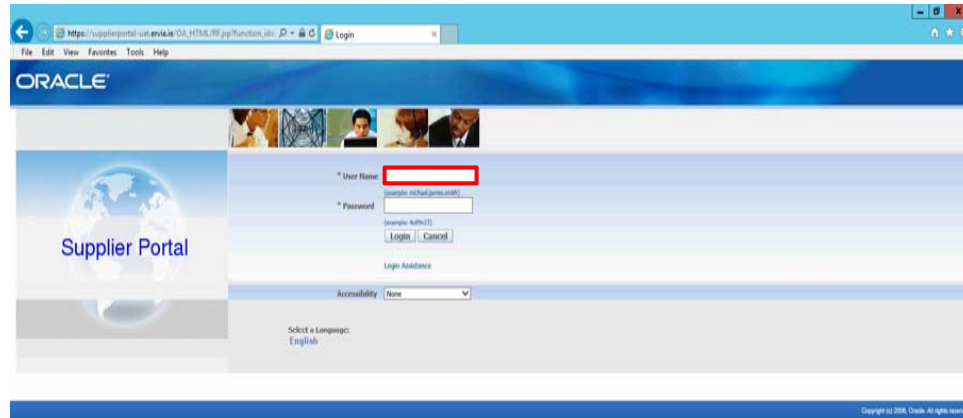 https://supplierportal-uat.ervia.ie/OA_HTML/RF.jsp?function_id=
Login
File Edit View Favorites Tools Help
ORACLE
* User Name
(example: michael.james.smith)
* Password
(example: 4u99v23)
Login Cancel
Login Assistance
Supplier Portal
Accessibility None
Select a Language:
English
Copyright (c) 2006, Oracle. All rights